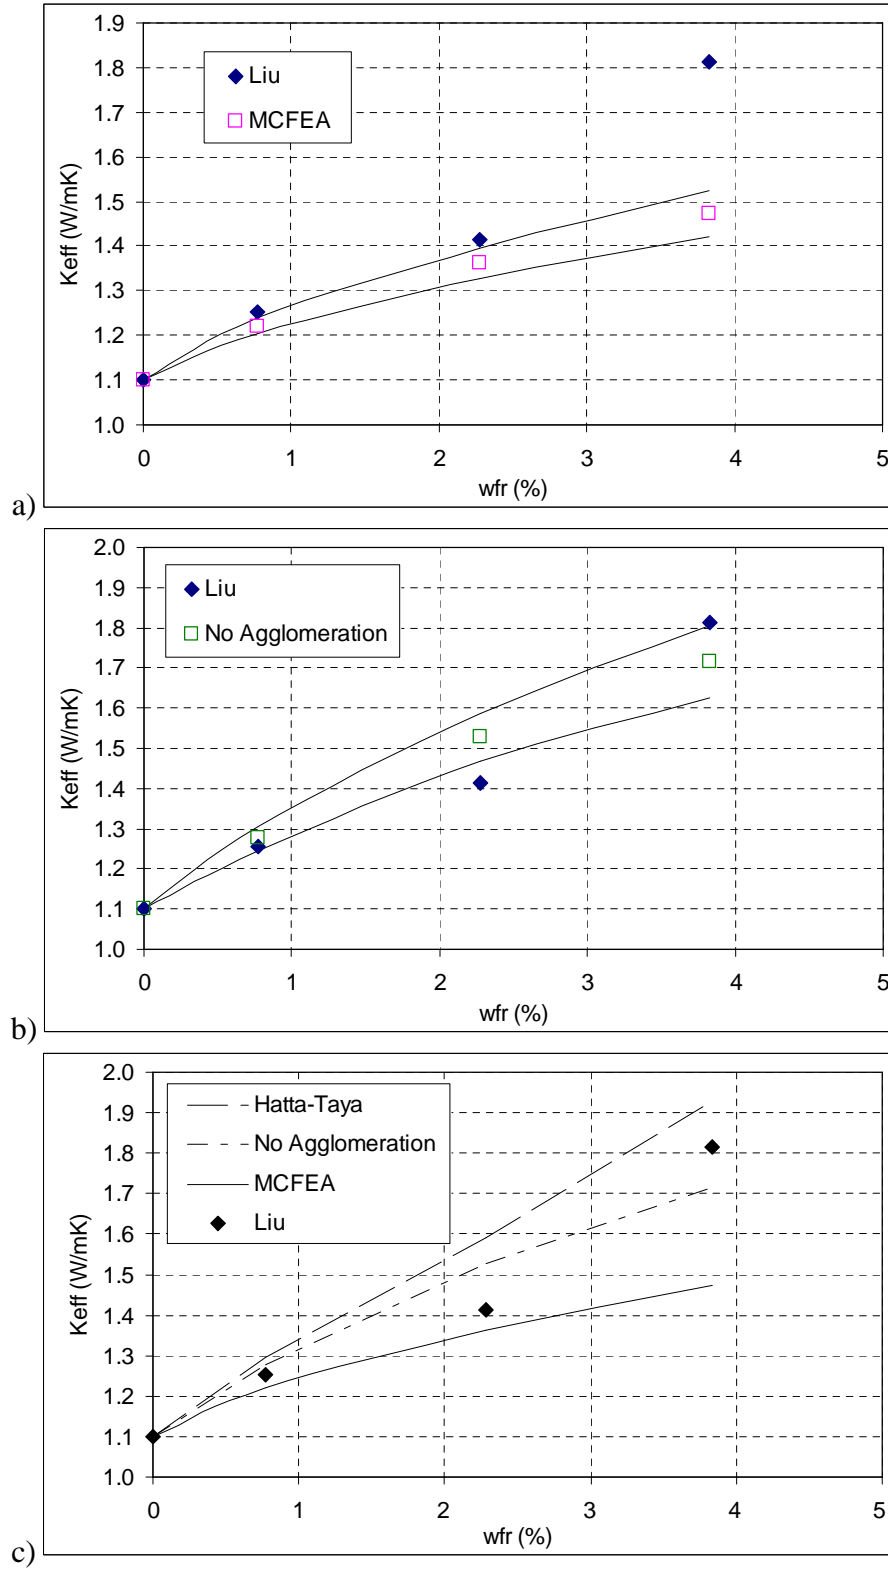 1.9
1.8
1.7
1.6
1.5
1.4
1.3
1.2
1.1
1.0
Keff (W/mK)
Liu
MCFEA
0 1 2 3 4 5
wfr (%)
a)
2.0
1.9
1.8
1.7
1.6
1.5
1.4
1.3
1.2
1.1
1.0
Keff (W/mK)
Liu
No Agglomeration
0 1 2 3 4 5
wfr (%)
b)
2.0
1.9
1.8
1.7
1.6
1.5
1.4
1.3
1.2
1.1
1.0
Keff (W/mK)
Hatta-Taya
No Agglomeration
MCFEA
Liu
0 1 2 3 4 5
wfr (%)
c)